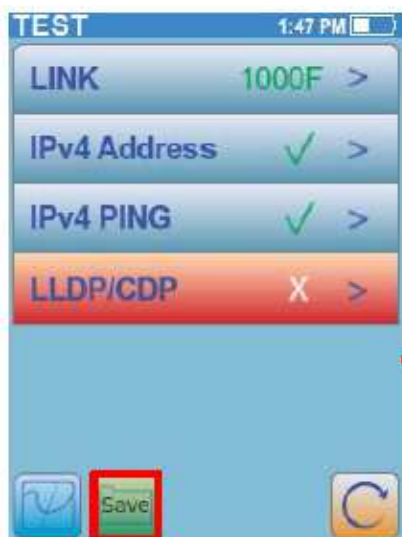 TEST 1:47 PM
LINK 1000F >
IPv4 Address ✓ >
IPv4 PING ✓ >
LLDP/CDP X >
Save